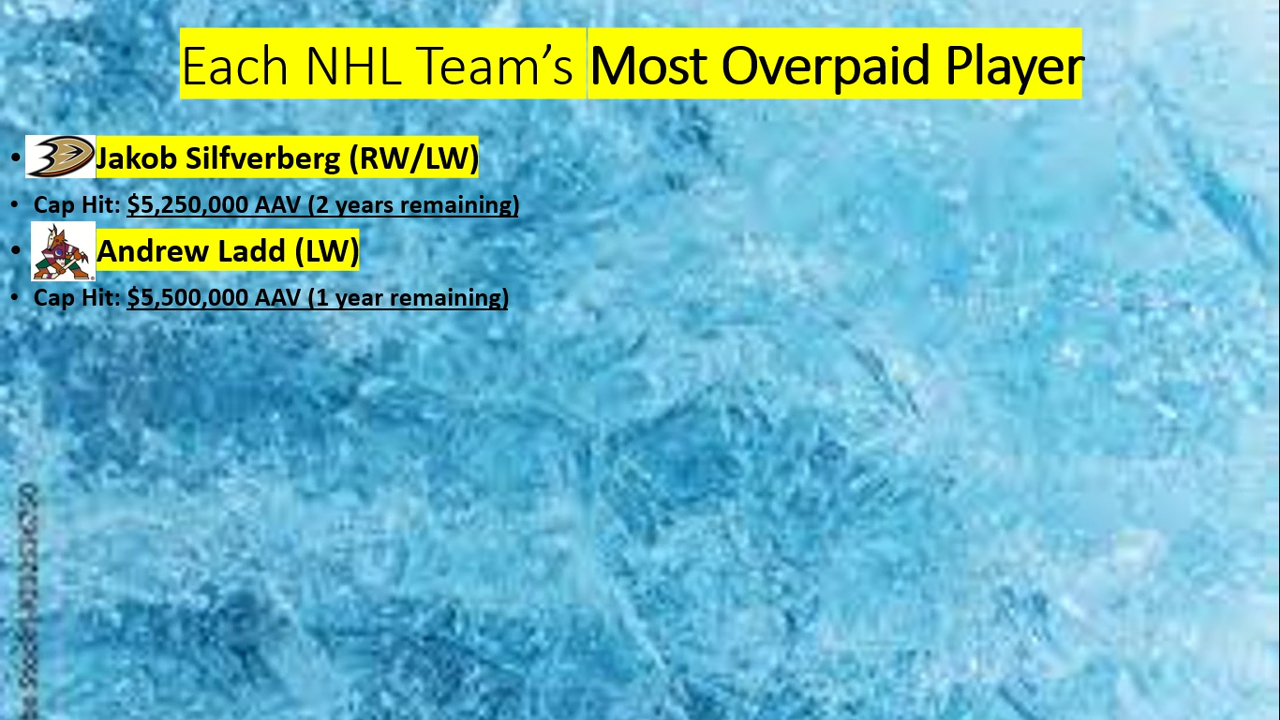 Each NHL Team’s Most Overpaid Player
• Jakob Silfverberg (RW/LW)
• Cap Hit: $5,250,000 AAV (2 years remaining)
• Andrew Ladd (LW)
• Cap Hit: $5,500,000 AAV (1 year remaining)